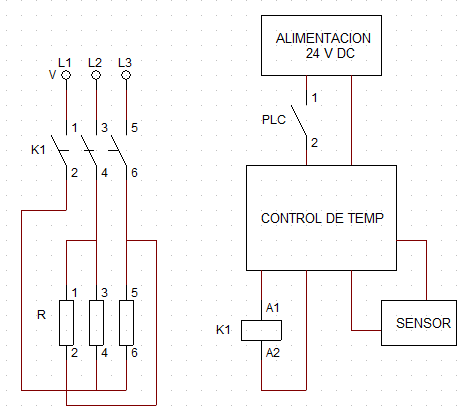 L1 L2 L3
V
K1
1 3 5
2 4 6
R
1 3 5
2 4 6
ALIMENTACION
24 V DC
PLC
1
2
CONTROL DE TEMP
K1
A1
A2
SENSOR